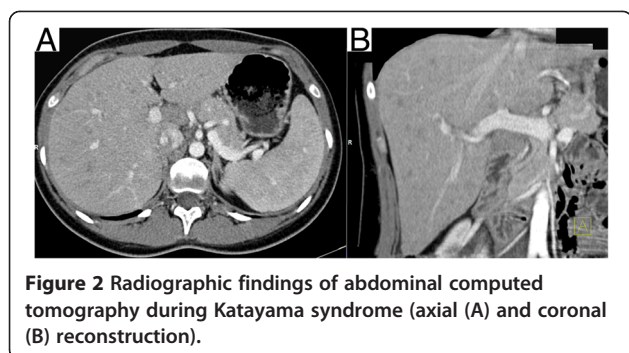 A
B
R
R
Figure 2 Radiographic findings of abdominal computed
tomography during Katayama syndrome (axial (A) and coronal
(B) reconstruction).